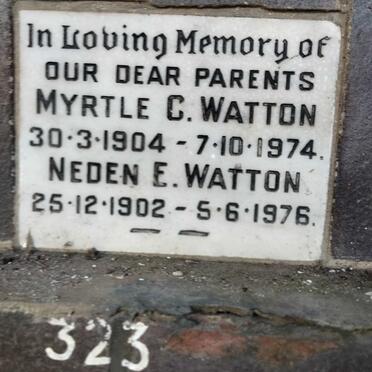 In Loving Memory of
OUR DEAR PARENTS
MYRTLE C. WATTON
30·3·1904 - 7·10·1974.
NEDEN E. WATTON
25·12·1902 - 5·6·1976.
323